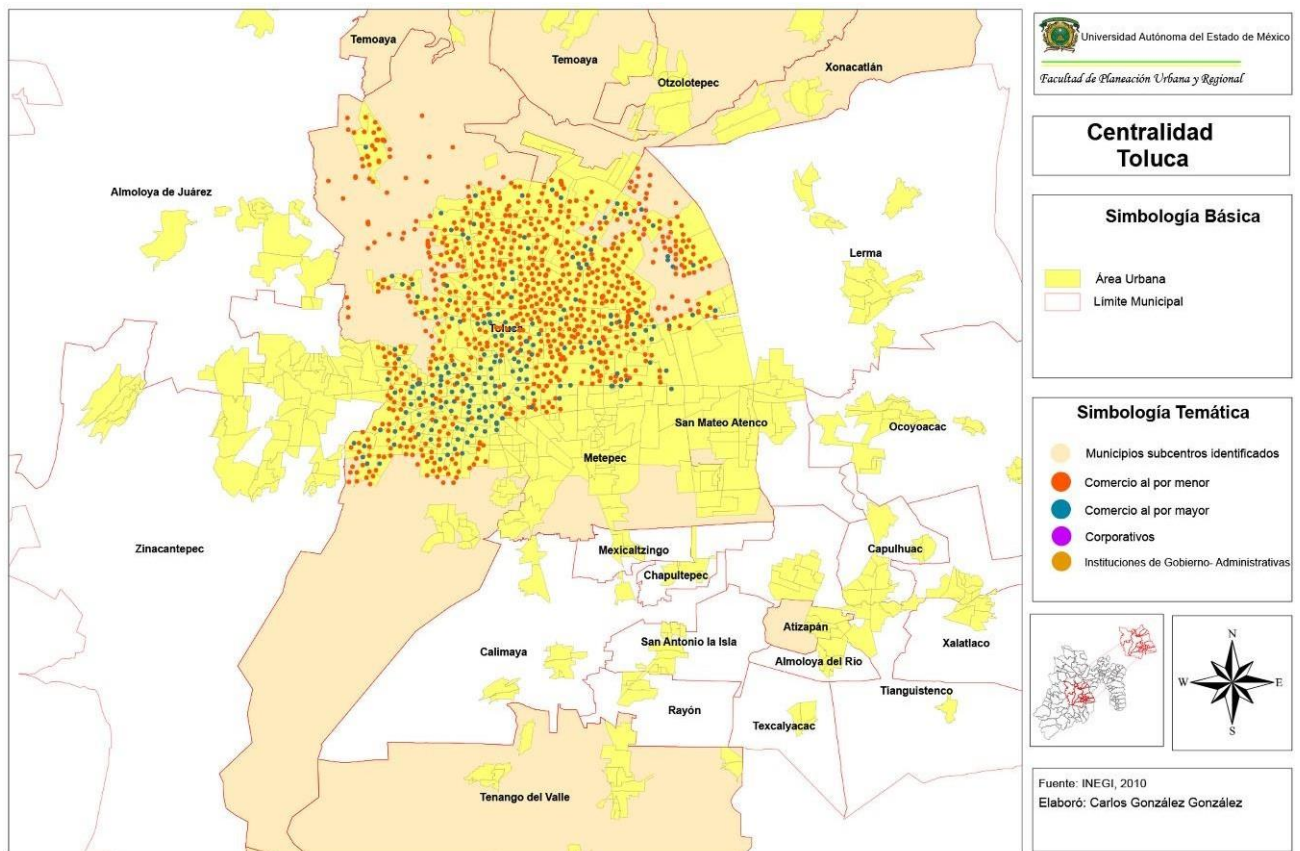 Temoaya
Temoaya
Otzolotepec
Xonacatlán
Almoloya de Juárez
Lerma
Toluca
San Mateo Atenco
Ocoyoacac
Metepec
Zinacantepec
Mexicaltzingo
Capulhuac
Chapultepec
Atizapán
San Antonio la Isla
Xalatlaco
Calimaya
Almoloya del Río
Tianguistenco
Rayón
Texcalyacac
Tenango del Valle
Universidad Autónoma del Estado de México
Facultad de Planeación Urbana y Regional
Centralidad
Toluca
Simbología Básica
Área Urbana
Límite Municipal
Simbología Temática
Municipios subcentros identificados
Comercio al por menor
Comercio al por mayor
Corporativos
Instituciones de Gobierno- Administrativas
N
W
E
S
Fuente: INEGI, 2010
Elaboró: Carlos González González